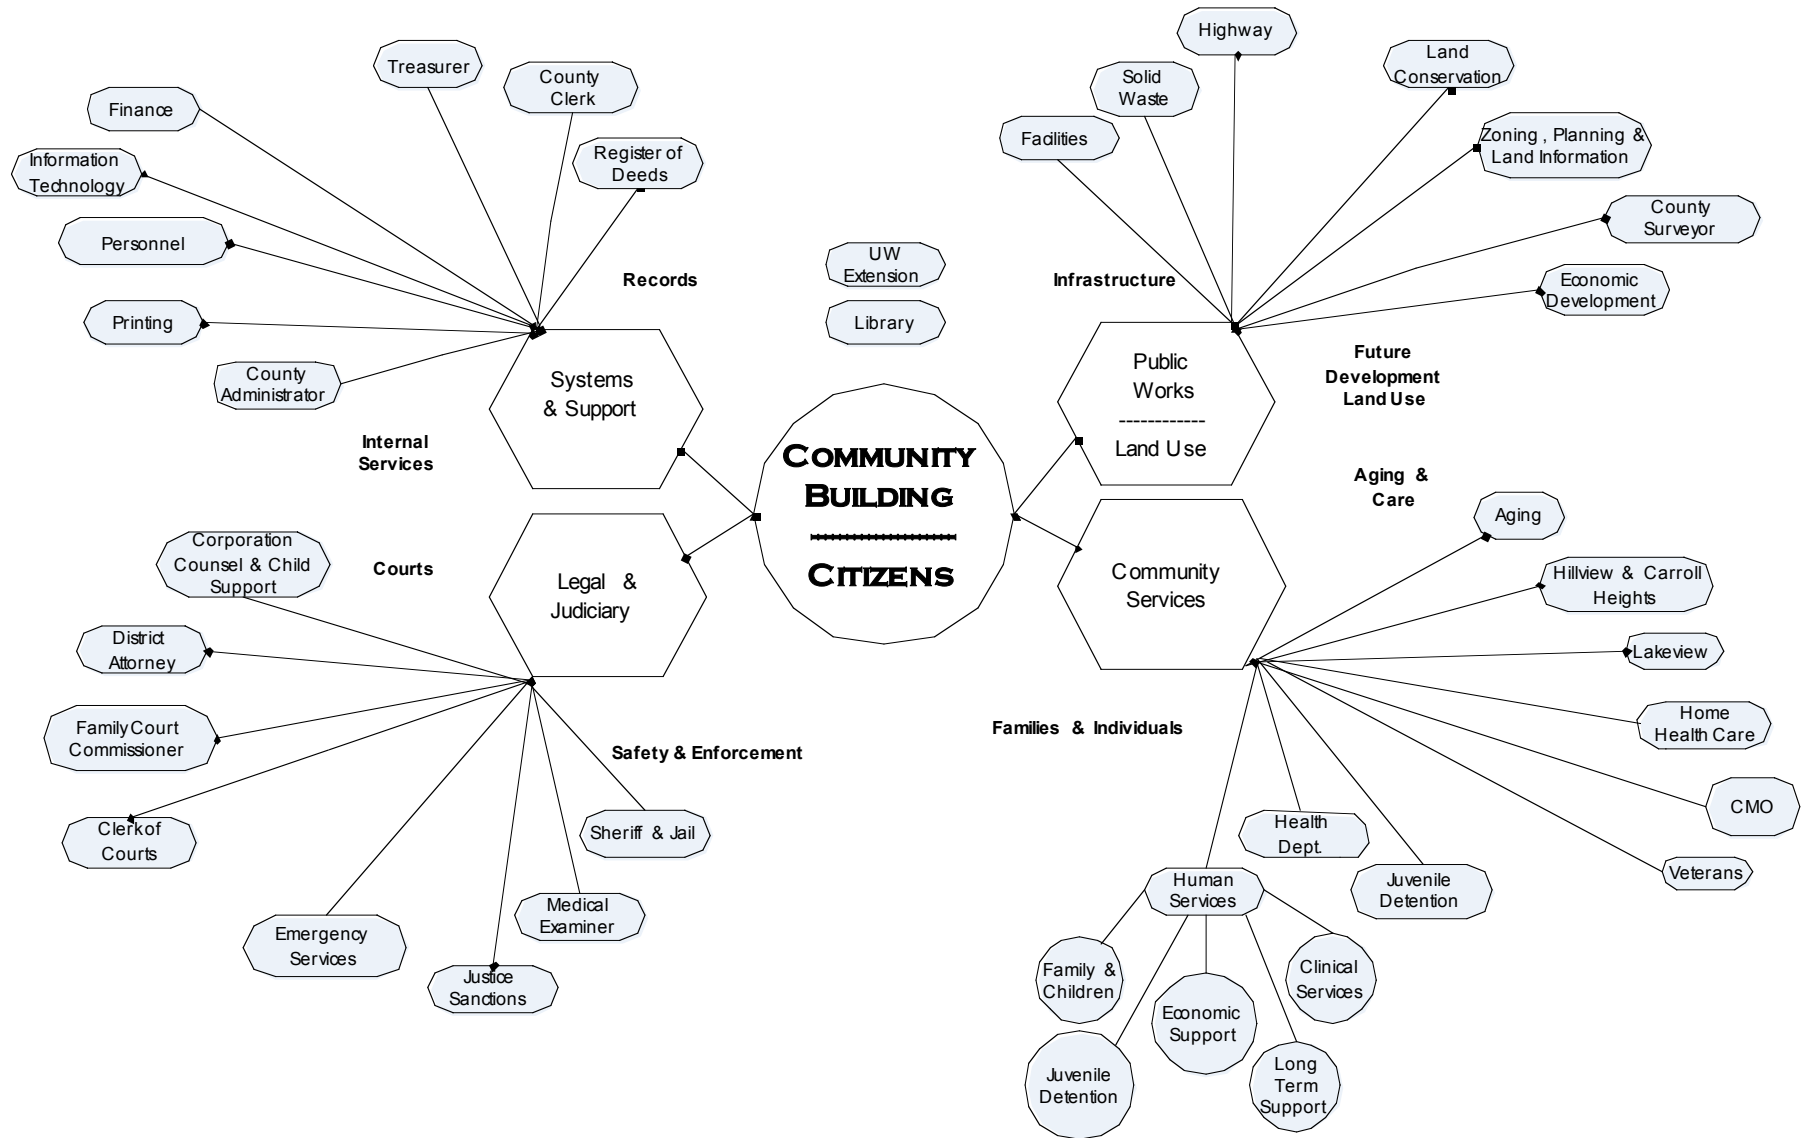 Highway
Treasurer
County
Clerk
Land
Conservation
Solid
Waste
Finance
Facilities
Zoning , Planning &
Land Information
Information
Technology
Register of
Deeds
County
Surveyor
Personnel
UW
Extension
Records
Infrastructure
Economic
Development
Printing
Library
County
Administrator
Systems
& Support
Public
Works
------------
Land Use
Future
Development
Land Use
Internal
Services
COMMUNITY
BUILDING
CITIZENS
Aging &
Care
Aging
Corporation
Counsel & Child
Support
Courts
Legal &
Judiciary
Community
Services
Hillview & Carroll
Heights
District
Attorney
Lakeview
Family Court
Commissioner
Safety & Enforcement
Families & Individuals
Home
Health Care
Clerk of
Courts
Sheriff & Jail
Health
Dept.
CMO
Veterans
Emergency
Services
Medical
Examiner
Justice
Sanctions
Human
Services
Juvenile
Detention
Family &
Children
Clinical
Services
Economic
Support
Juvenile
Detention
Long
Term
Support